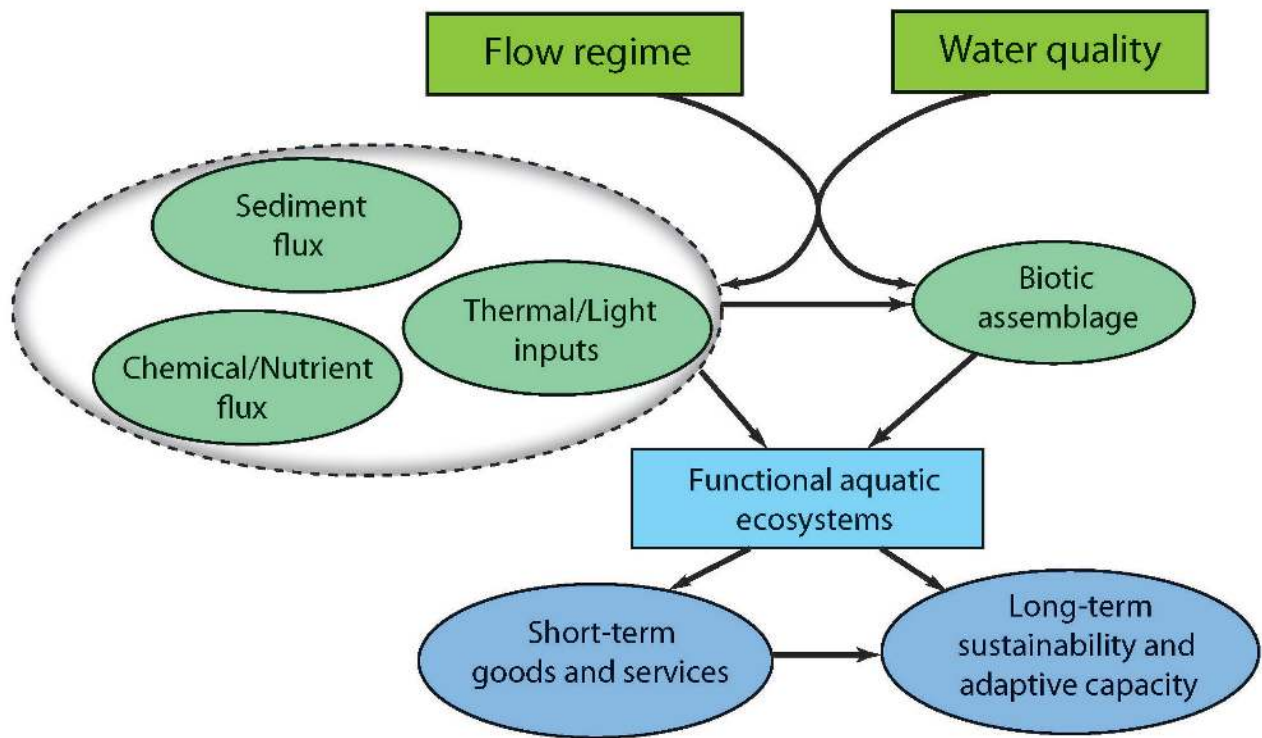 Flow regime
Water quality
Sediment
flux
Thermal/Light
inputs
Chemical/Nutrient
flux
Biotic
assemblage
Functional aquatic
ecosystems
Short-term
goods and services
Long-term
sustainability and
adaptive capacity